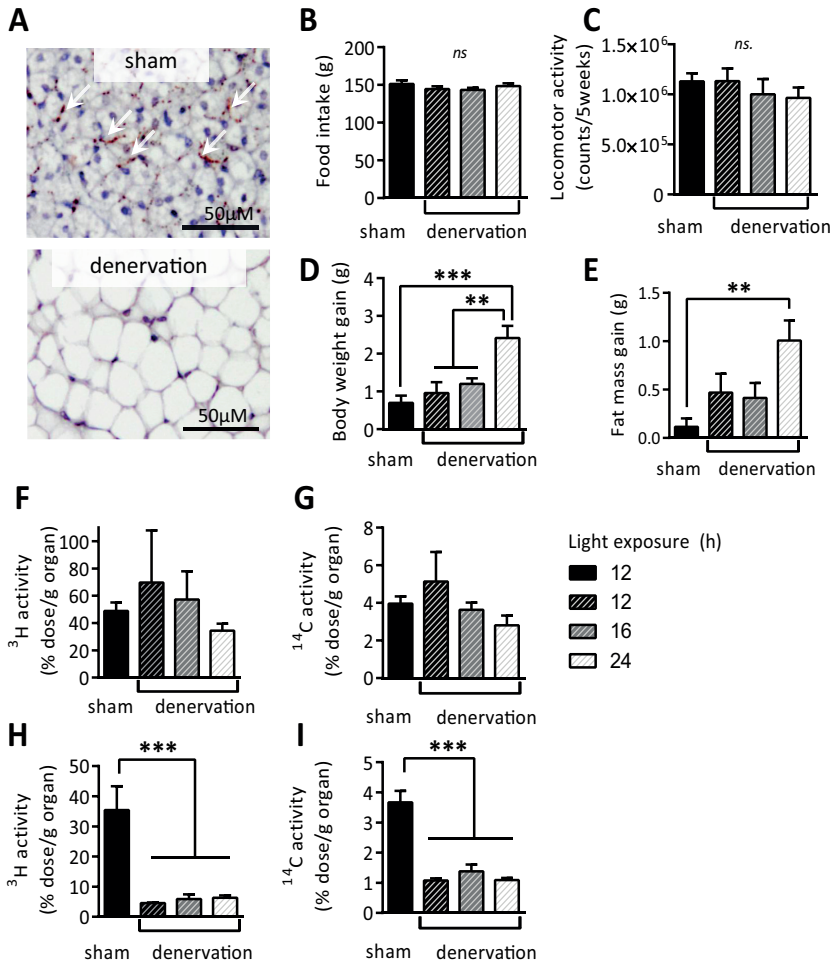 A
sham
50µM
denervation
50µM
B
ns
Food intake (g)
200
150
100
50
0
sham denervation
C
ns.
Locomotor activity
(counts/5weeks)
1.5×10⁶
1.0×10⁶
5.0×10⁵
0
sham denervation
D
***
**
Body weight gain (g)
4
3
2
1
0
sham denervation
E
**
Fat mass gain (g)
1.5
1.0
0.5
0.0
sham denervation
F
³H activity
(% dose/g organ)
100
80
60
40
20
0
sham denervation
G
¹⁴C activity
(% dose/g organ)
8
6
4
2
0
sham denervation
Light exposure (h)
12
12
16
24
H
***
³H activity
(% dose/g organ)
50
40
30
20
10
0
sham denervation
I
***
¹⁴C activity
(% dose/g organ)
5
4
3
2
1
0
sham denervation